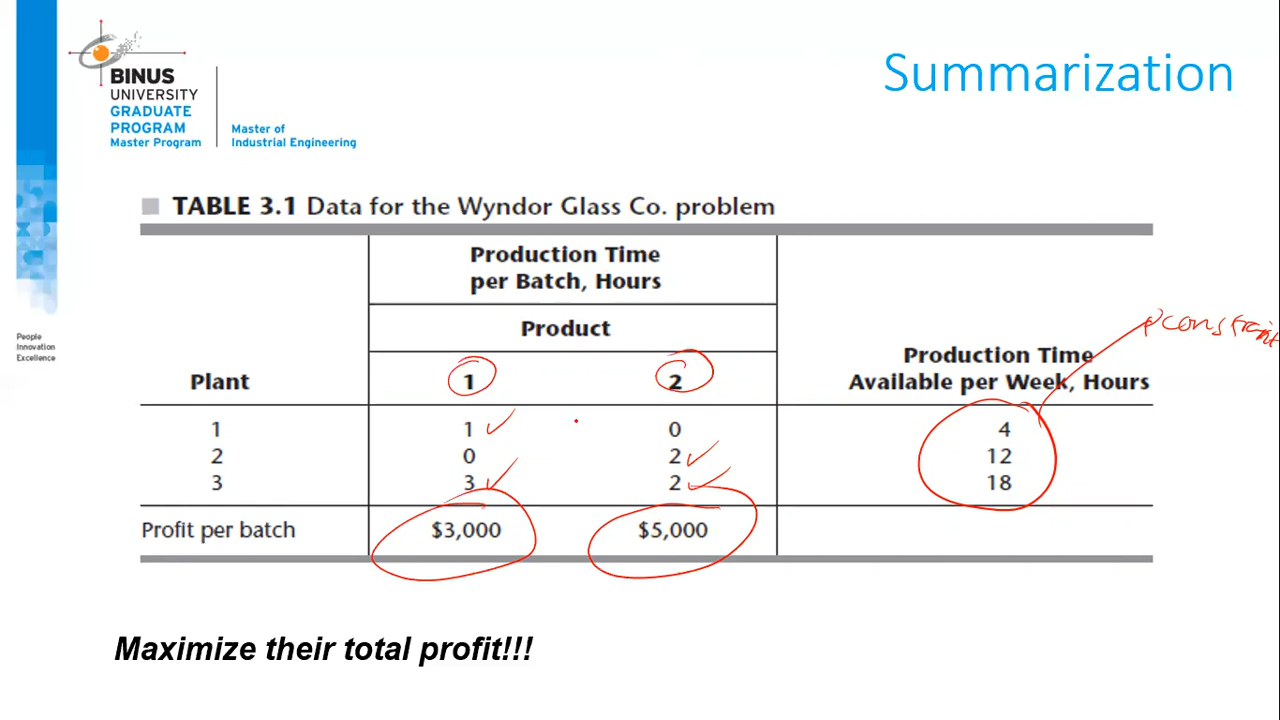 Summarization
BINUS
UNIVERSITY
GRADUATE
PROGRAM
Master Program
Master of
Industrial Engineering
People
Innovation
Excellence
TABLE 3.1 Data for the Wyndor Glass Co. problem
Production Time
per Batch, Hours
Product
Production Time
Available per Week, Hours
Plant 1 2
1 1 0 4
2 0 2 12
3 3 2 18
Profit per batch $3,000 $5,000
constraint
Maximize their total profit!!!